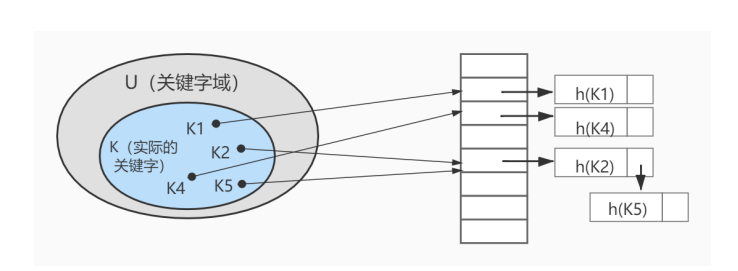 U（关键字域）
K1
K（实际的
关键字）
K2
K4
K5
h(K1)
h(K4)
h(K2)
h(K5)